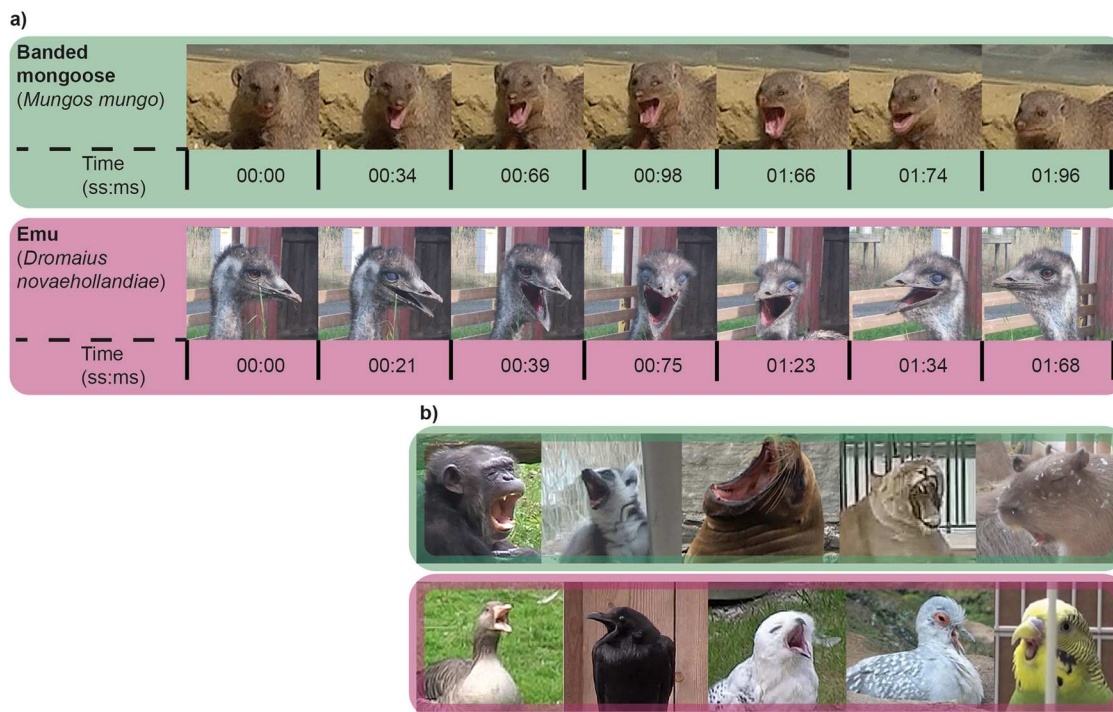 a)
Banded
mongoose
(Mungos mungo)
Time
(ss:ms)
00:00 00:34 00:66 00:98 01:66 01:74 01:96
Emu
(Dromaius
novaehollandiae)
Time
(ss:ms)
00:00 00:21 00:39 00:75 01:23 01:34 01:68
b)